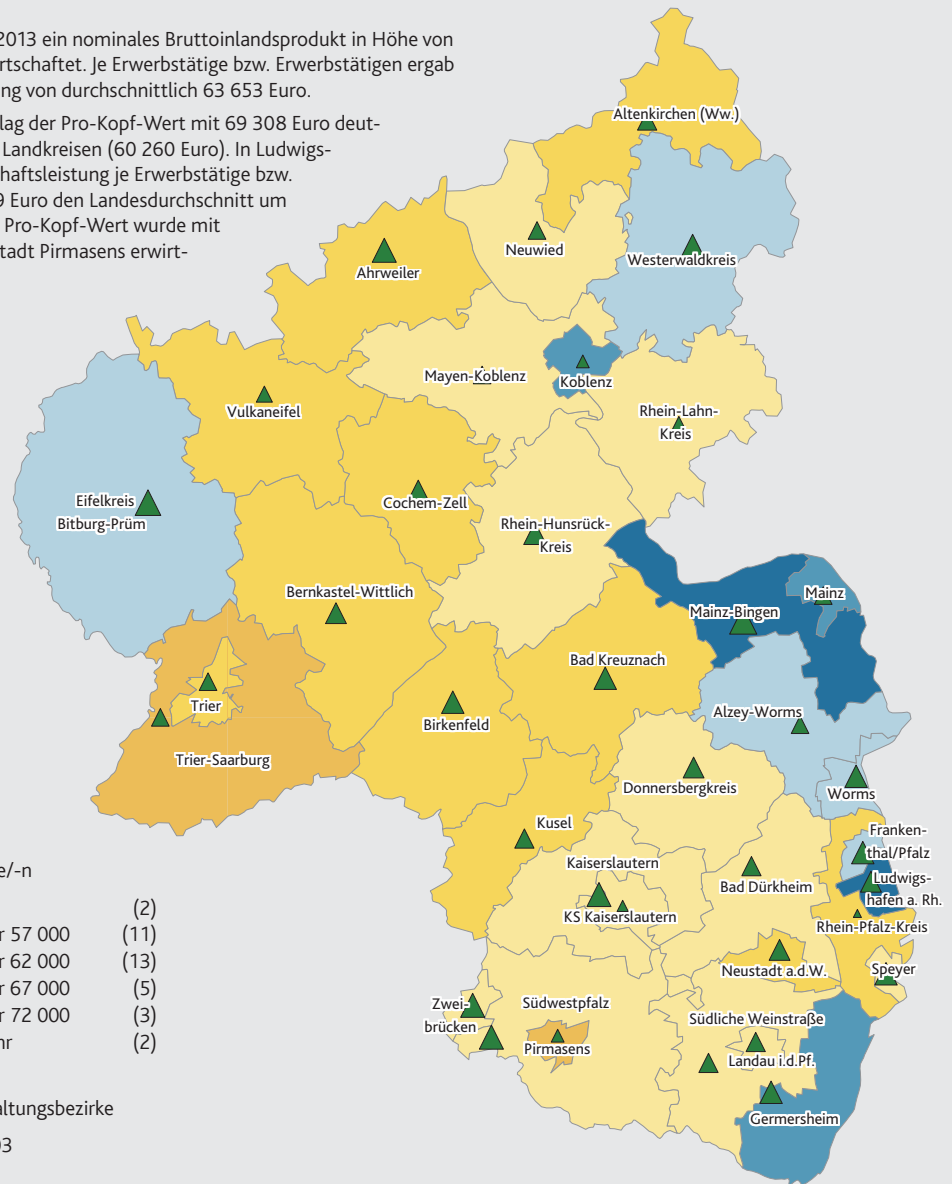 2013 ein nominales Bruttoinlandsprodukt in Höhe von
rtschaftet. Je Erwerbstätige bzw. Erwerbstätigen ergab
ng von durchschnittlich 63 653 Euro.
lag der Pro-Kopf-Wert mit 69 308 Euro deut-
Landkreisen (60 260 Euro). In Ludwigs-
chaftsleistung je Erwerbstätige bzw.
9 Euro den Landesdurchschnitt um
Pro-Kopf-Wert wurde mit
stadt Pirmasens erwirt-
Altenkirchen (Ww.)
Neuwied
Westerwaldkreis
Ahrweiler
Mayen-Koblenz
Koblenz
Vulkaneifel
Rhein-Lahn-
Kreis
Cochem-Zell
Eifelkreis
Bitburg-Prüm
Rhein-Hunsrück-
Kreis
Bernkastel-Wittlich
Mainz
Mainz-Bingen
Bad Kreuznach
Trier
Birkenfeld
Alzey-Worms
Trier-Saarburg
Donnersbergkreis
Worms
Kusel
Franken-
thal/Pfalz
Kaiserslautern
Bad Dürkheim
Ludwigs-
hafen a. Rh.
KS Kaiserslautern
Rhein-Pfalz-Kreis
Neustadt a.d.W.
Speyer
Zwei-
brücken
Südwestpfalz
Pirmasens
Südliche Weinstraße
Landau i.d.Pf.
Germersheim
e/-n
(2)
r 57 000 (11)
r 62 000 (13)
r 67 000 (5)
r 72 000 (3)
hr (2)
altungsbezirke
03